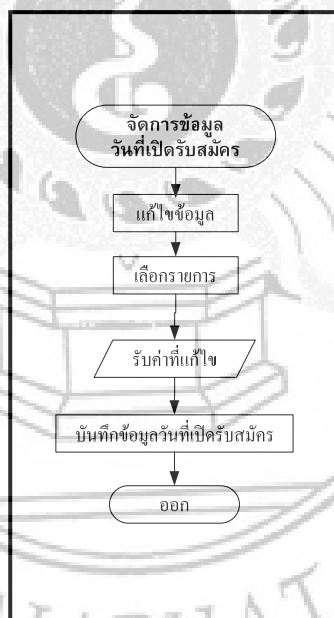 จัดการข้อมูล
วันที่เปิดรับสมัคร
แก้ไขข้อมูล
เลือกรายการ
รับค่าที่แก้ไข
บันทึกข้อมูลวันที่เปิดรับสมัคร
ออก